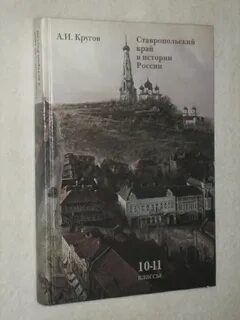 А.И. Кругов
Ставропольский
край
в истории
России
10-11
классы